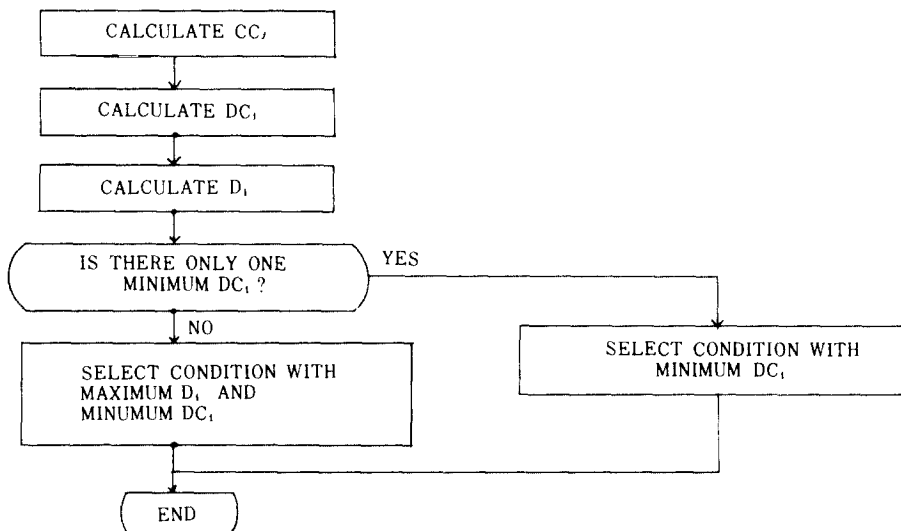 CALCULATE CCⱼ
CALCULATE DCᵢ
CALCULATE Dᵢ
IS THERE ONLY ONE
MINIMUM DCᵢ ?
YES
NO
SELECT CONDITION WITH
MAXIMUM Dᵢ AND
MINUMUM DCᵢ
SELECT CONDITION WITH
MINIMUM DCᵢ
END